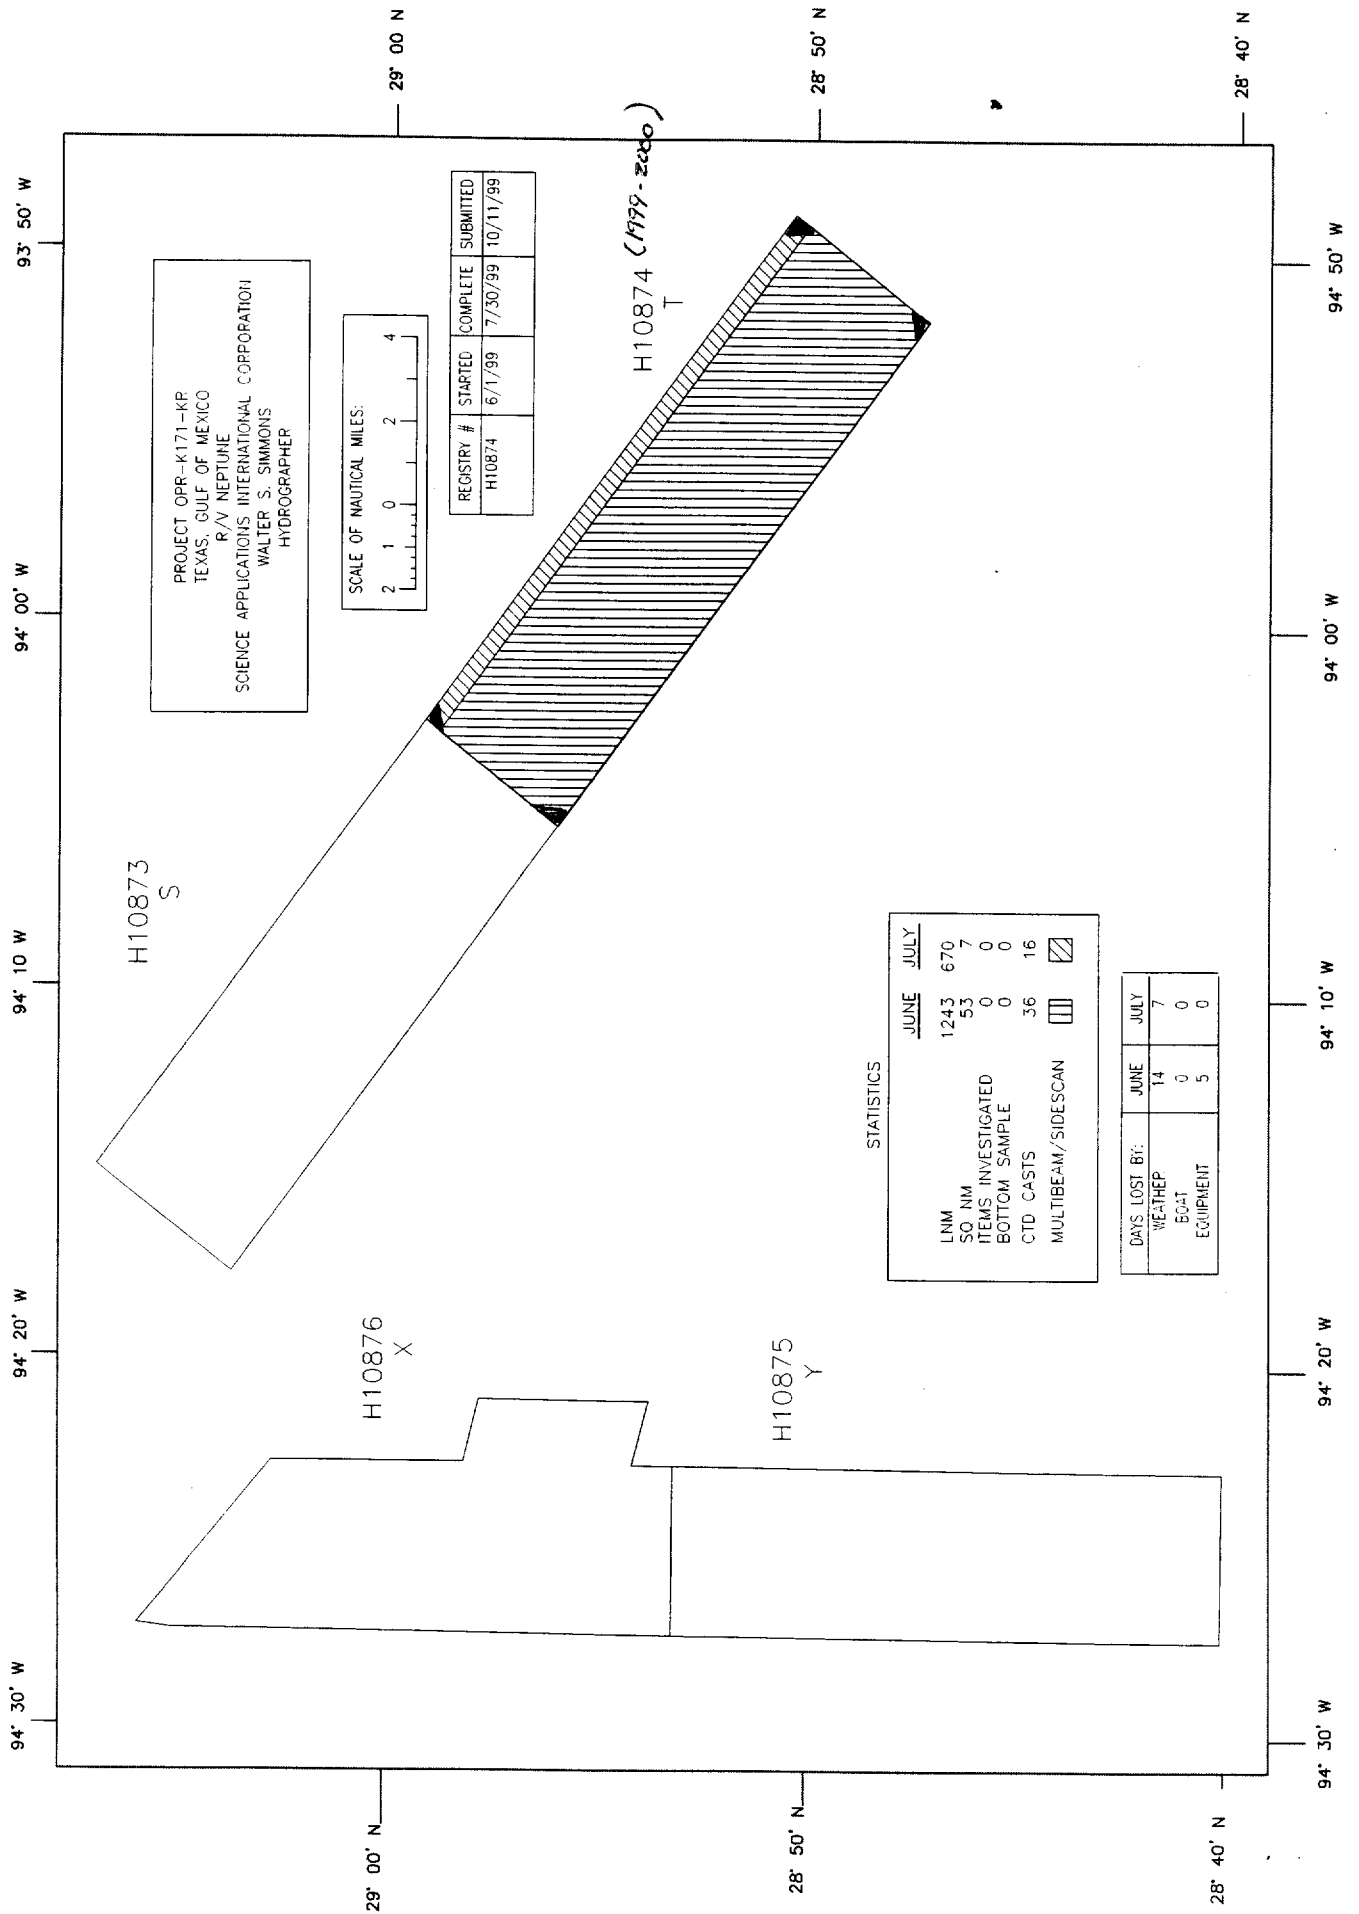 94° 30' W
94° 20' W
94° 10 W
94° 00' W
93° 50' W
PROJECT OPR-K171-KR
TEXAS, GULF OF MEXICO
R/V NEPTUNE
SCIENCE APPLICATIONS INTERNATIONAL CORPORATION
WALTER S. SIMMONS
HYDROGRAPHER
H10873
S
SCALE OF NAUTICAL MILES:
2 1 0 2 4
29° 00' N
29° 00 N
REGISTRY # STARTED COMPLETE SUBMITTED
H10874 6/1/99 7/30/99 10/11/99
H10876
X
H10874 (1999-2000)
T
H10875
Y
28° 50' N
28° 50' N
STATISTICS
JUNE JULY
LNM 1243 670
SQ NM 53 7
ITEMS INVESTIGATED 0 0
BOTTOM SAMPLE 0 0
CTD CASTS 36 16
MULTIBEAM/SIDESCAN
DAYS LOST BY: JUNE JULY
WEATHER 14 7
BOAT 0 0
EQUIPMENT 5 0
28° 40' N
28° 40' N
94° 30' W
94° 20' W
94° 10' W
94° 00' W
94° 50' W